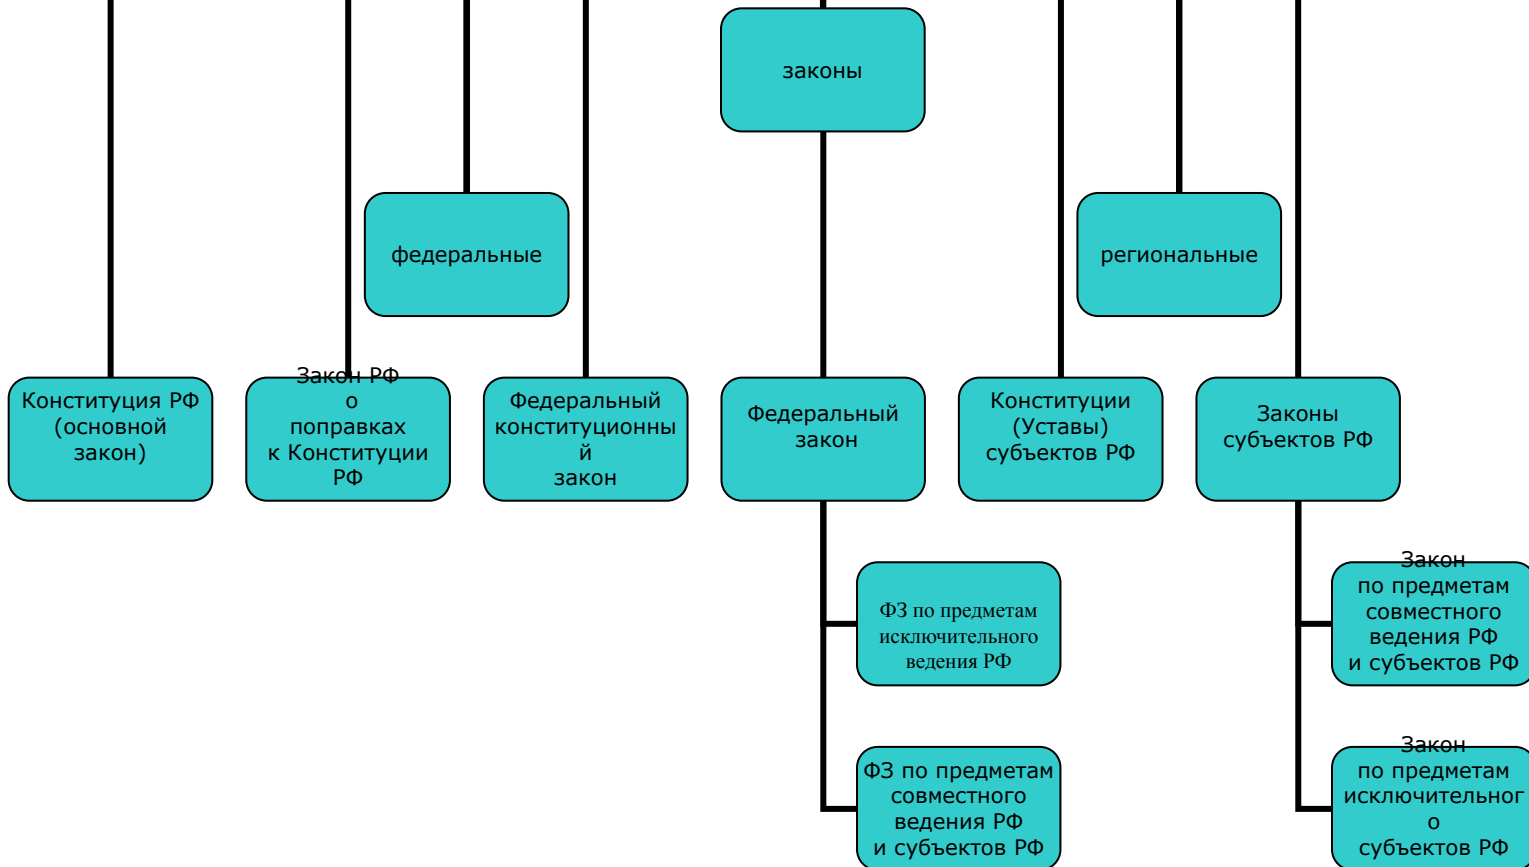 законы
федеральные
региональные
Конституция РФ
(основной
закон)
Закон РФ
о
поправках
к Конституции
РФ
Федеральный
конституционны
й
закон
Федеральный
закон
Конституции
(Уставы)
субъектов РФ
Законы
субъектов РФ
ФЗ по предметам
исключительного
ведения РФ
Закон
по предметам
совместного
ведения РФ
и субъектов РФ
ФЗ по предметам
совместного
ведения РФ
и субъектов РФ
Закон
по предметам
исключительног
о
субъектов РФ